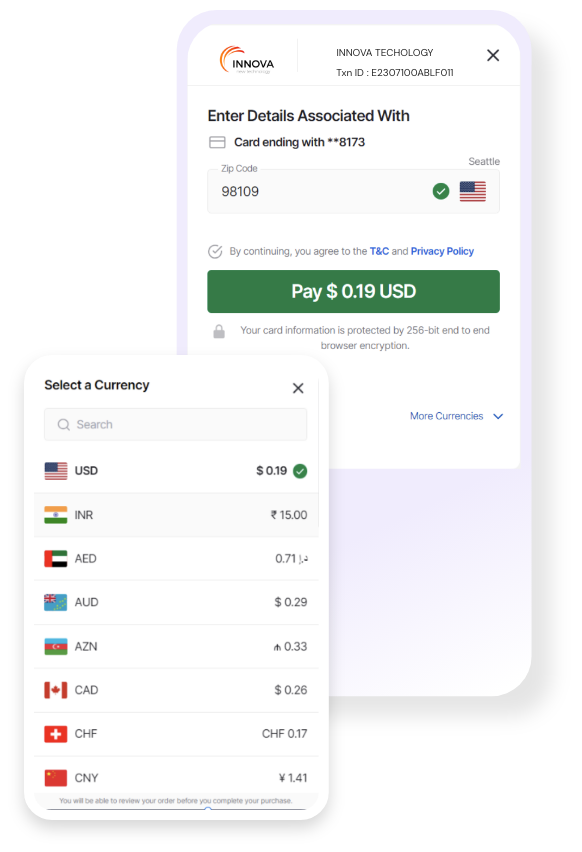 INNOVA
new technology
INNOVA TECHOLOGY
Txn ID : E2307100ABLF011
Enter Details Associated With
Card ending with **8173
Seattle
Zip Code
98109
By continuing, you agree to the T&C and Privacy Policy
Pay $ 0.19 USD
Your card information is protected by 256-bit end to end
browser encryption.
More Currencies
Select a Currency
Search
USD $ 0.19
INR ₹ 15.00
AED 0.71 د.إ
AUD $ 0.29
AZN ₼ 0.33
CAD $ 0.26
CHF CHF 0.17
CNY ¥ 1.41
You will be able to review your order before you complete your purchase.